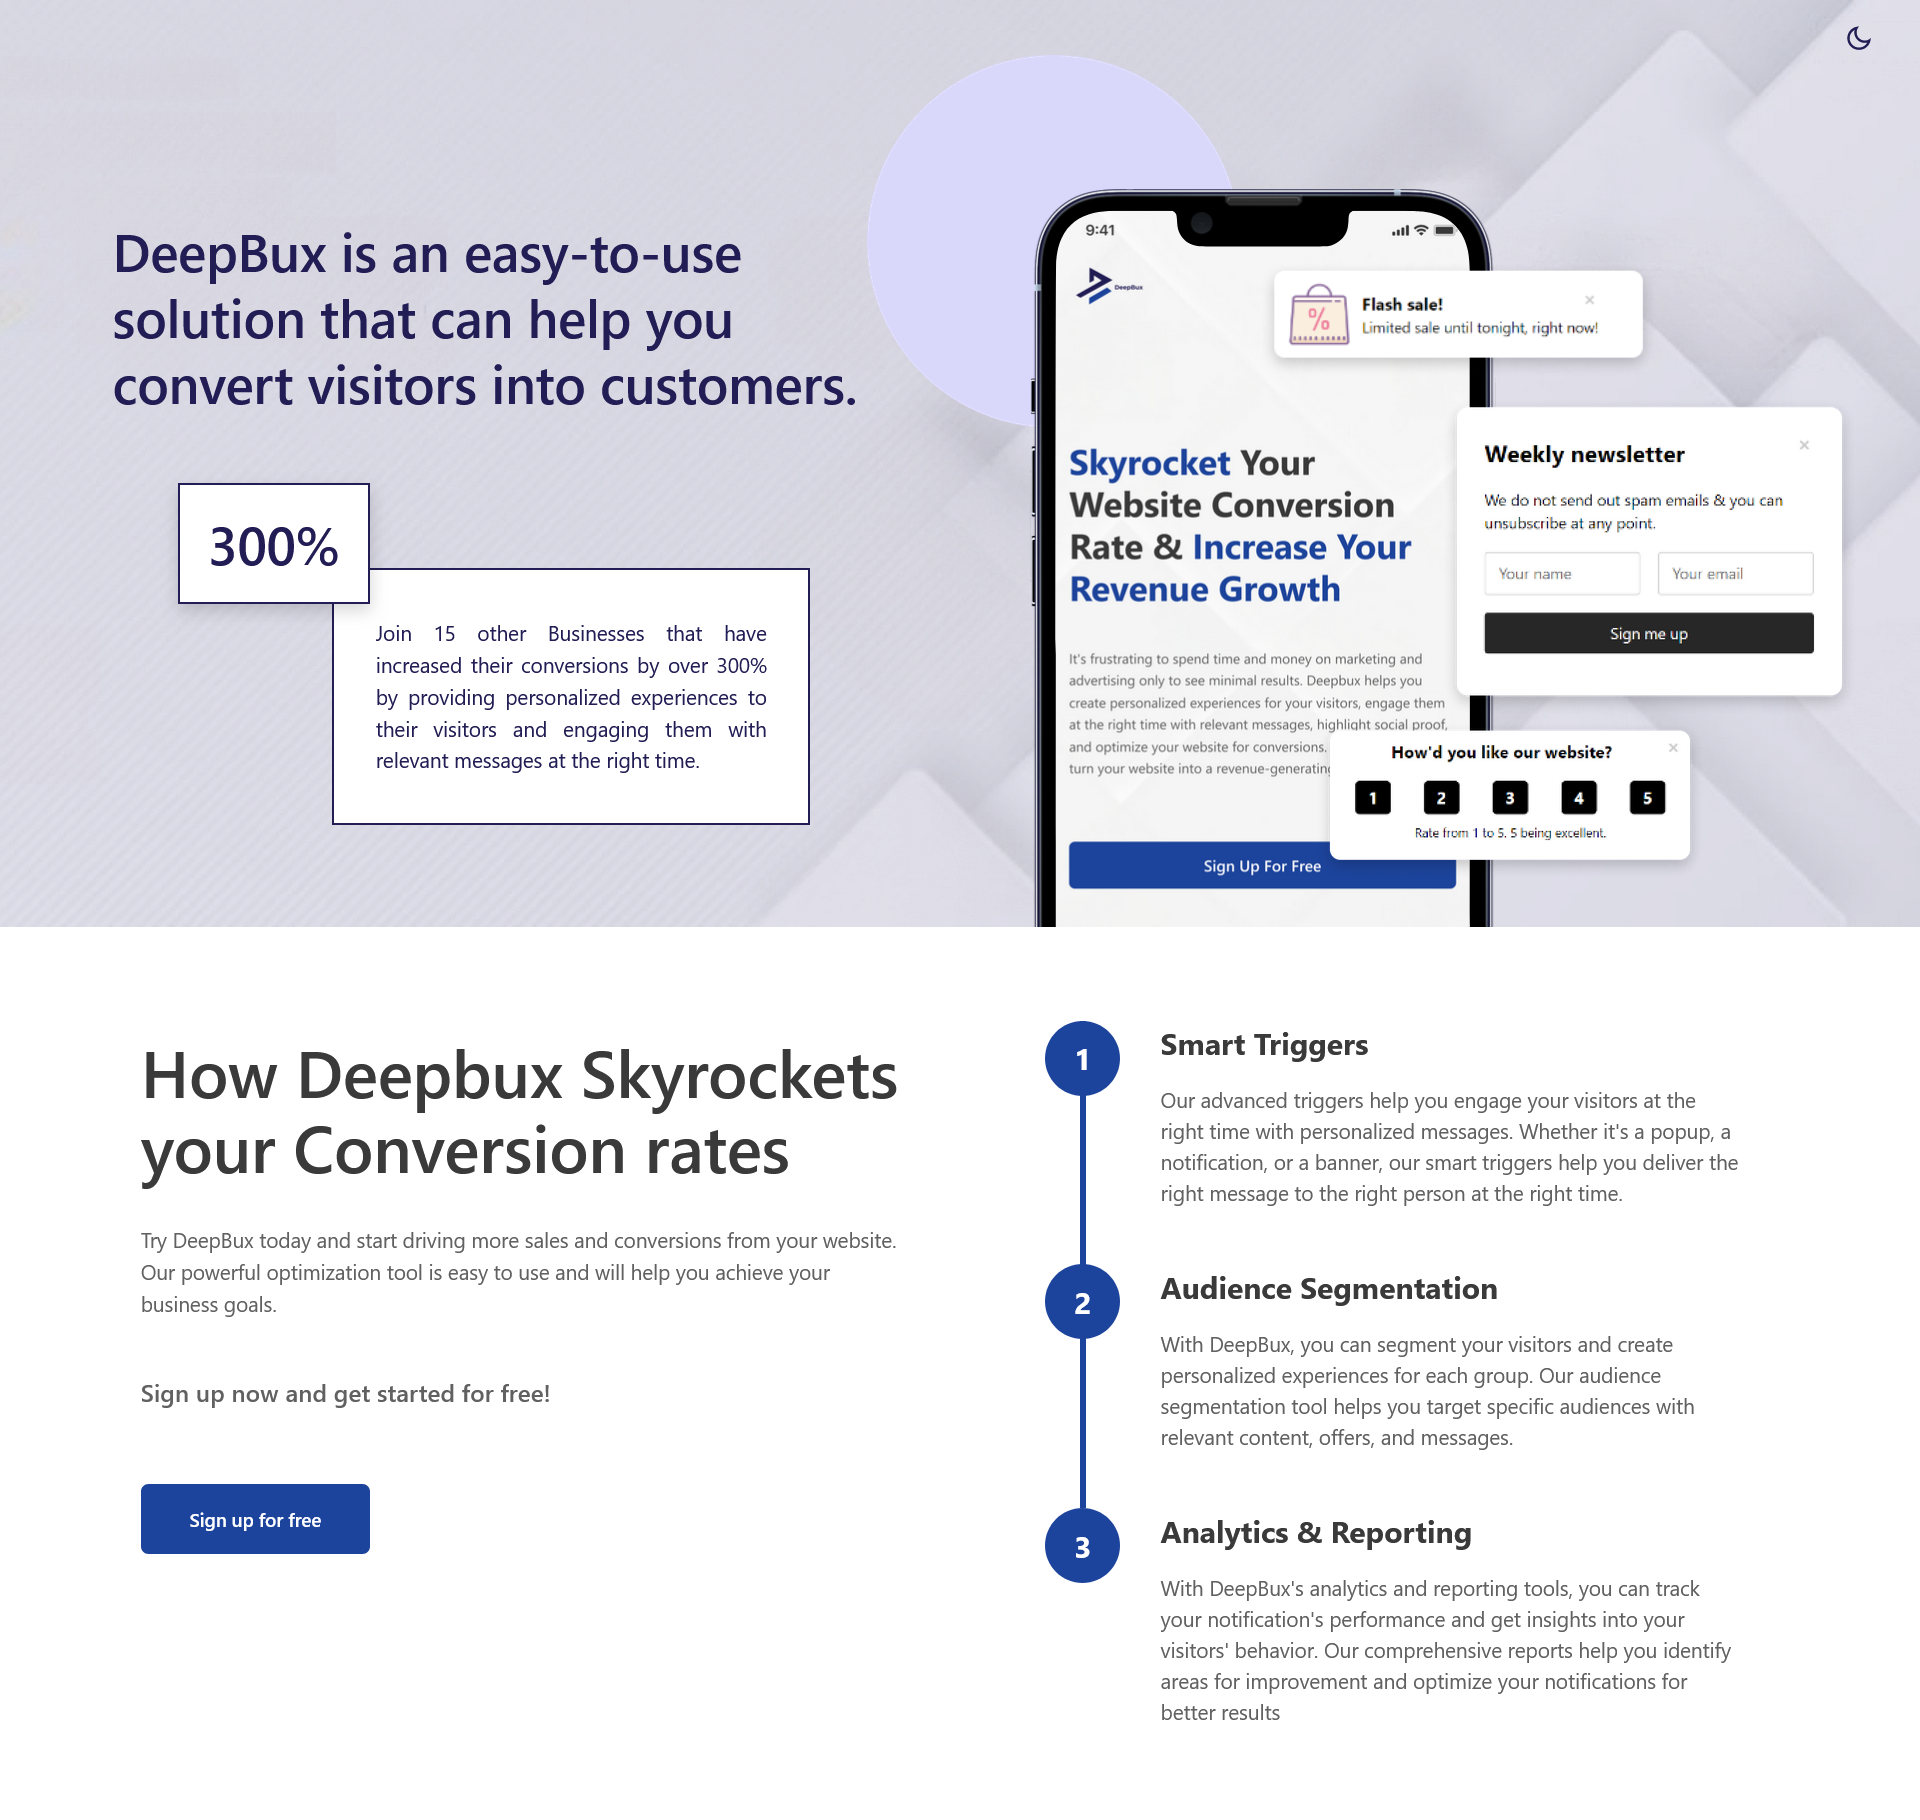 DeepBux is an easy-to-use
solution that can help you
convert visitors into customers.
300%
Join 15 other Businesses that have
increased their conversions by over 300%
by providing personalized experiences to
their visitors and engaging them with
relevant messages at the right time.
9:41
DeepBux
Flash sale!
Limited sale until tonight, right now!
Skyrocket Your
Website Conversion
Rate & Increase Your
Revenue Growth
It's frustrating to spend time and money on marketing and
advertising only to see minimal results. Deepbux helps you
create personalized experiences for your visitors, engage them
at the right time with relevant messages, highlight social proof,
and optimize your website for conversions.
turn your website into a revenue-generating
Sign Up For Free
Weekly newsletter
We do not send out spam emails & you can
unsubscribe at any point.
Your name
Your email
Sign me up
How'd you like our website?
1 2 3 4 5
Rate from 1 to 5. 5 being excellent.
How Deepbux Skyrockets
your Conversion rates
Try DeepBux today and start driving more sales and conversions from your website.
Our powerful optimization tool is easy to use and will help you achieve your
business goals.
Sign up now and get started for free!
Sign up for free
1
Smart Triggers
Our advanced triggers help you engage your visitors at the
right time with personalized messages. Whether it's a popup, a
notification, or a banner, our smart triggers help you deliver the
right message to the right person at the right time.
2
Audience Segmentation
With DeepBux, you can segment your visitors and create
personalized experiences for each group. Our audience
segmentation tool helps you target specific audiences with
relevant content, offers, and messages.
3
Analytics & Reporting
With DeepBux's analytics and reporting tools, you can track
your notification's performance and get insights into your
visitors' behavior. Our comprehensive reports help you identify
areas for improvement and optimize your notifications for
better results